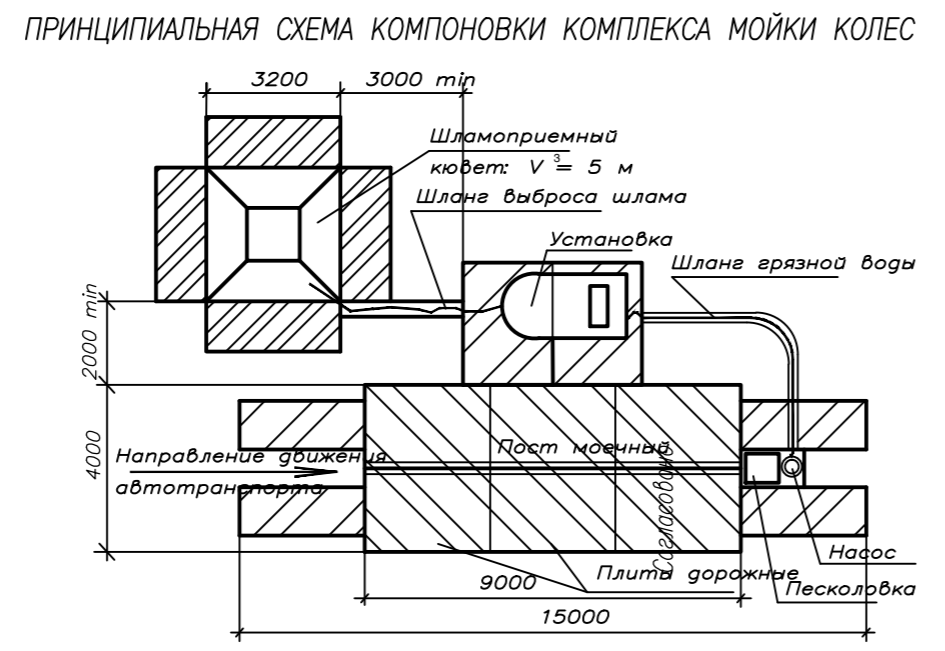 ПРИНЦИПИАЛЬНАЯ СХЕМА КОМПОНОВКИ КОМПЛЕКСА МОЙКИ КОЛЕС
3200
3000 min
Шламоприемный
кювет: V ³= 5 м
Шланг выброса шлама
Установка
Шланг грязной воды
2000 min
4000
Направление движения
автотранспорта
Пост моечный
Согласовано
Насос
Плиты дорожные
Песколовка
9000
15000